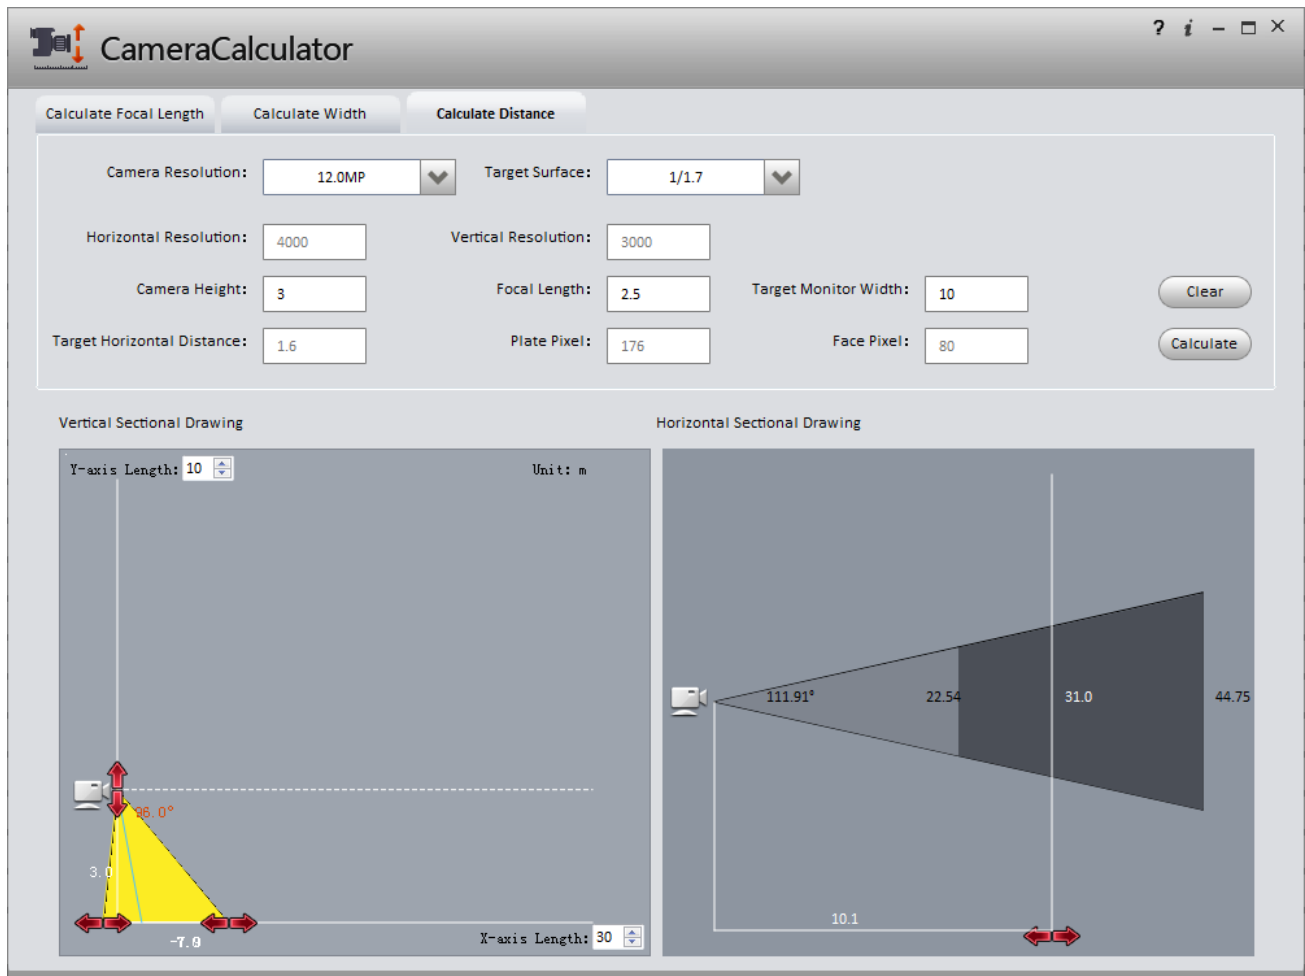 ? i
CameraCalculator
Calculate Focal Length Calculate Width Calculate Distance
Camera Resolution: 12.0MP Target Surface: 1/1.7
Horizontal Resolution: 4000 Vertical Resolution: 3000
Camera Height: 3 Focal Length: 2.5 Target Monitor Width: 10 Clear
Target Horizontal Distance: 1.6 Plate Pixel: 176 Face Pixel: 80 Calculate
Vertical Sectional Drawing Horizontal Sectional Drawing
Y-axis Length: 10 Unit: m
111.91° 22.54 31.0 44.75
96.0°
3.0
10.1
-7.9
X-axis Length: 30